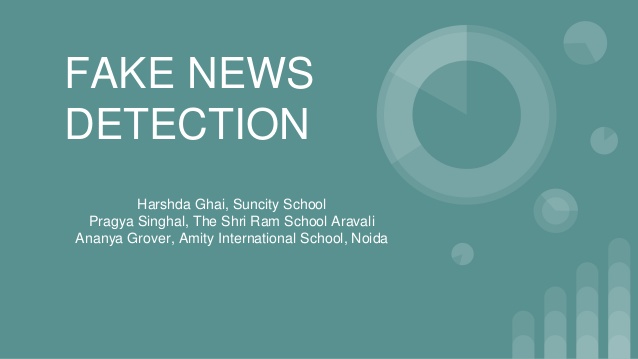 FAKE NEWS
DETECTION
Harshda Ghai, Suncity School
Pragya Singhal, The Shri Ram School Aravali
Ananya Grover, Amity International School, Noida